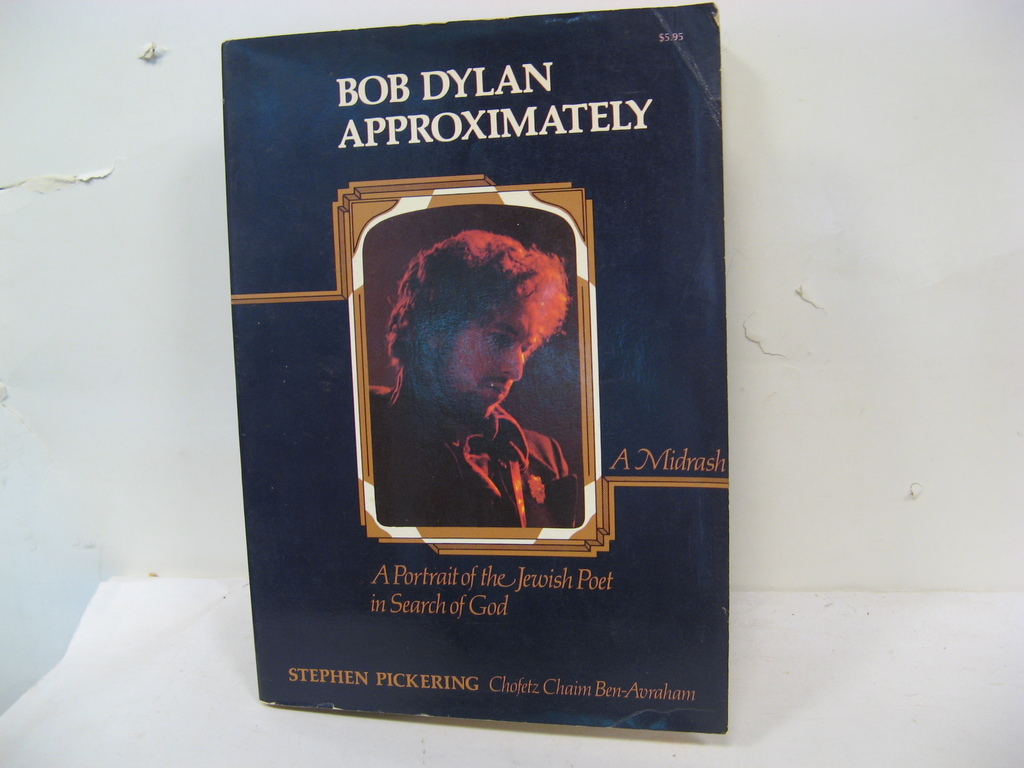 $5.95
BOB DYLAN
APPROXIMATELY
A Midrash
A Portrait of the Jewish Poet
in Search of God
STEPHEN PICKERING Chofetz Chaim Ben-Avraham